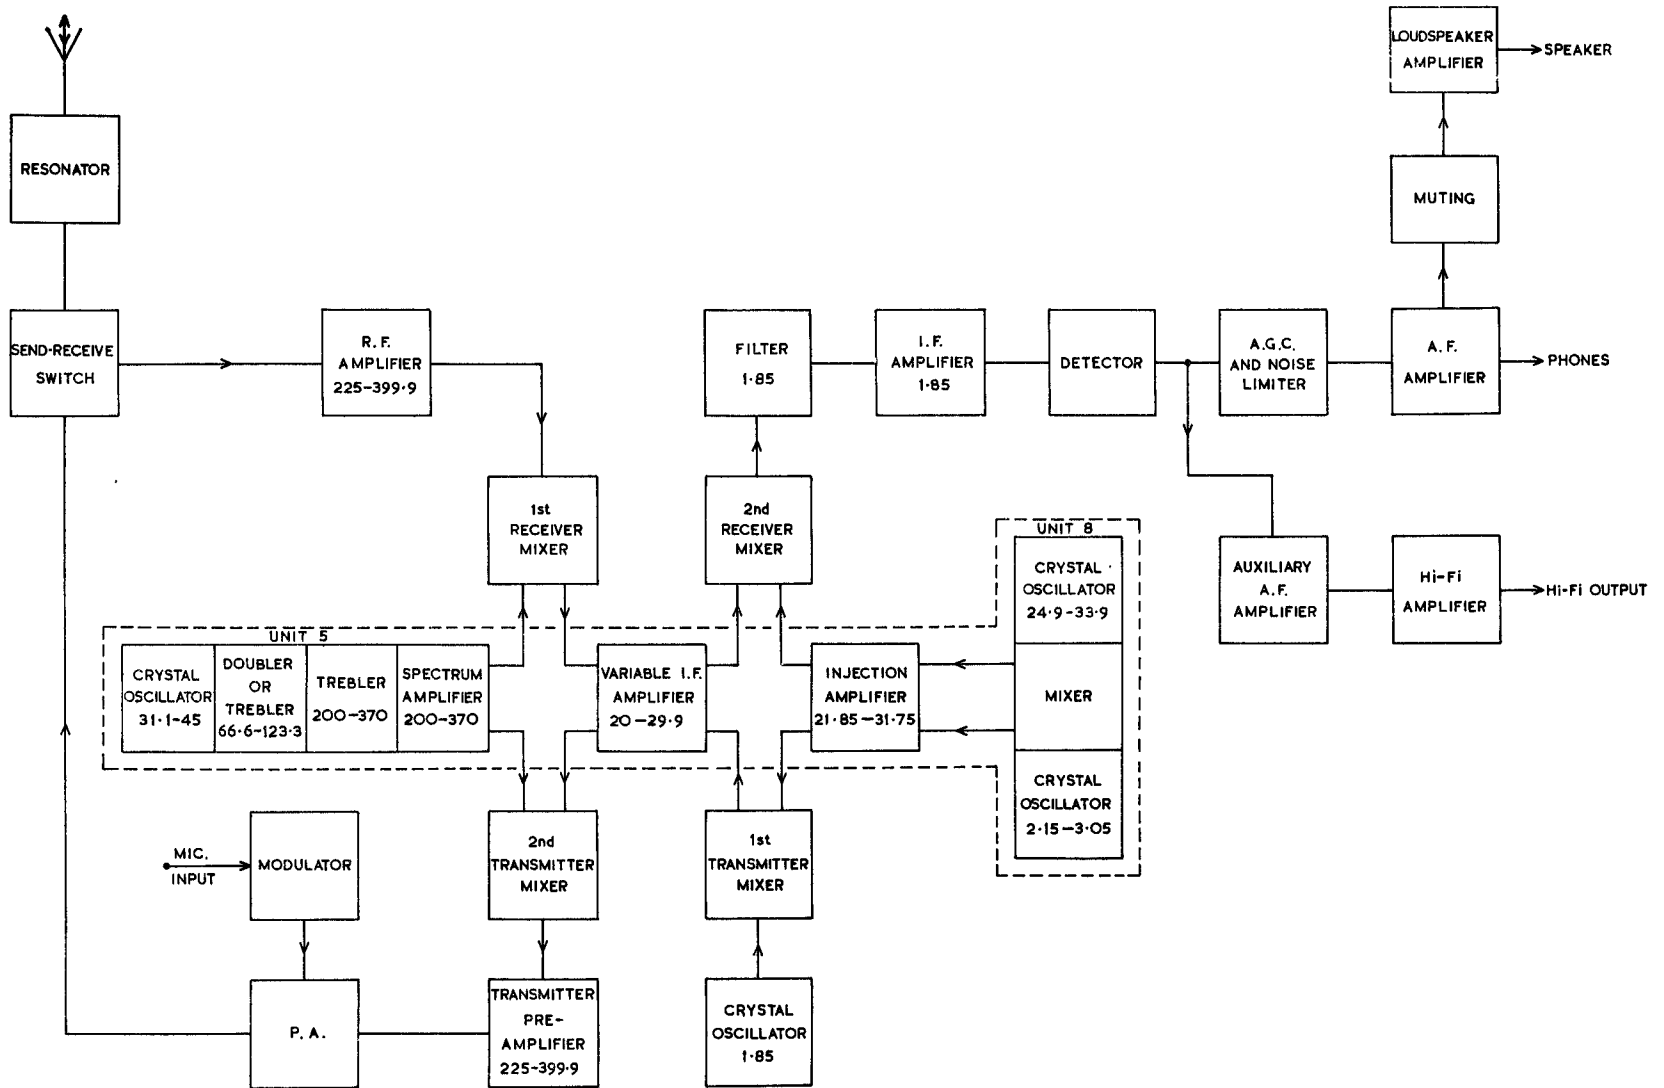 LOUDSPEAKER
AMPLIFIER
SPEAKER
RESONATOR
MUTING
SEND-RECEIVE
SWITCH
R.F.
AMPLIFIER
225-399·9
FILTER
1·85
I.F.
AMPLIFIER
1·85
DETECTOR
A.G.C.
AND NOISE
LIMITER
A.F.
AMPLIFIER
PHONES
1st
RECEIVER
MIXER
2nd
RECEIVER
MIXER
UNIT 8
CRYSTAL
OSCILLATOR
24·9-33·9
MIXER
CRYSTAL
OSCILLATOR
2·15-3·05
AUXILIARY
A.F.
AMPLIFIER
Hi-Fi
AMPLIFIER
Hi-Fi OUTPUT
UNIT 5
CRYSTAL
OSCILLATOR
31·1-45
DOUBLER
OR
TREBLER
66·6-123·3
TREBLER
200-370
SPECTRUM
AMPLIFIER
200-370
VARIABLE I.F.
AMPLIFIER
20-29·9
INJECTION
AMPLIFIER
21·85-31·75
MIC.
INPUT
MODULATOR
2nd
TRANSMITTER
MIXER
1st
TRANSMITTER
MIXER
P.A.
TRANSMITTER
PRE-
AMPLIFIER
225-399·9
CRYSTAL
OSCILLATOR
1·85